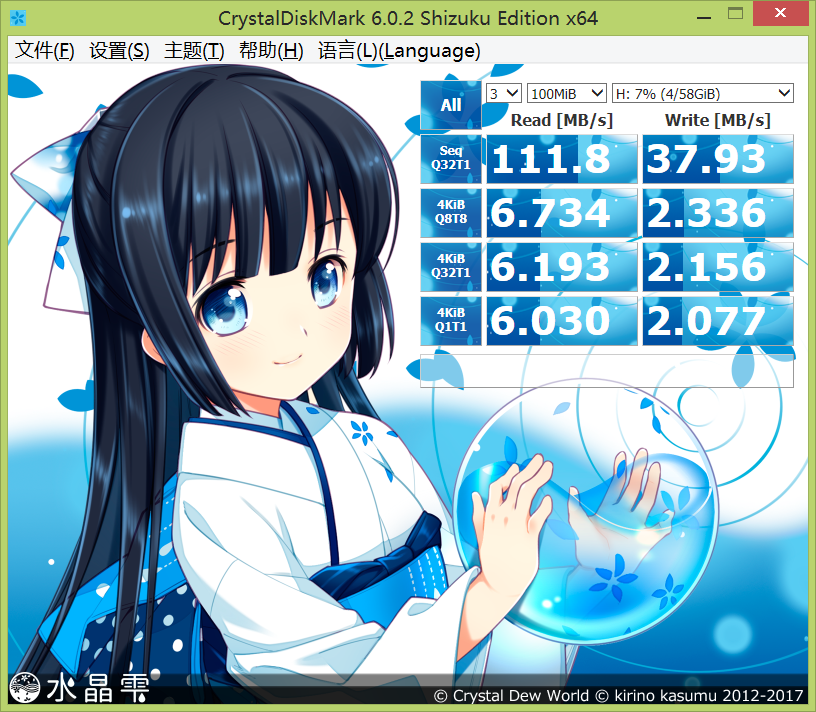 CrystalDiskMark 6.0.2 Shizuku Edition x64
文件(F) 设置(S) 主题(T) 帮助(H) 语言(L)(Language)
All 3 100MiB H: 7% (4/58GiB)
Read [MB/s] Write [MB/s]
Seq
Q32T1
111.8 37.93
4KiB
Q8T8
6.734 2.336
4KiB
Q32T1
6.193 2.156
4KiB
Q1T1
6.030 2.077
水晶雫
© Crystal Dew World © kirino kasumu 2012-2017